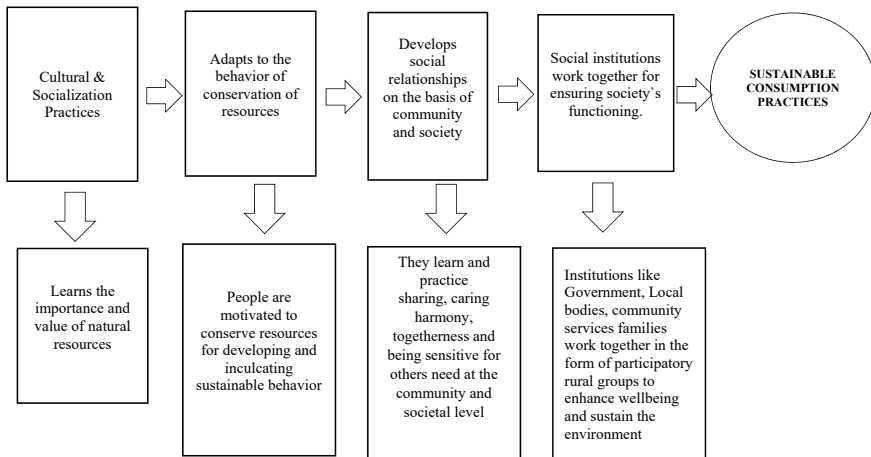 Cultural &
Socialization
Practices
Adapts to the
behavior of
conservation of
resources
Develops
social
relationships
on the basis of
community
and society
Social institutions
work together for
ensuring society`s
functioning.
SUSTAINABLE
CONSUMPTION
PRACTICES
Learns the
importance and
value of natural
resources
People are
motivated to
conserve resources
for developing and
inculcating
sustainable behavior
They learn and
practice
sharing, caring
harmony,
togetherness and
being sensitive for
others need at the
community and
societal level
Institutions like
Government, Local
bodies, community
services families
work together in the
form of participatory
rural groups to
enhance wellbeing
and sustain the
environment